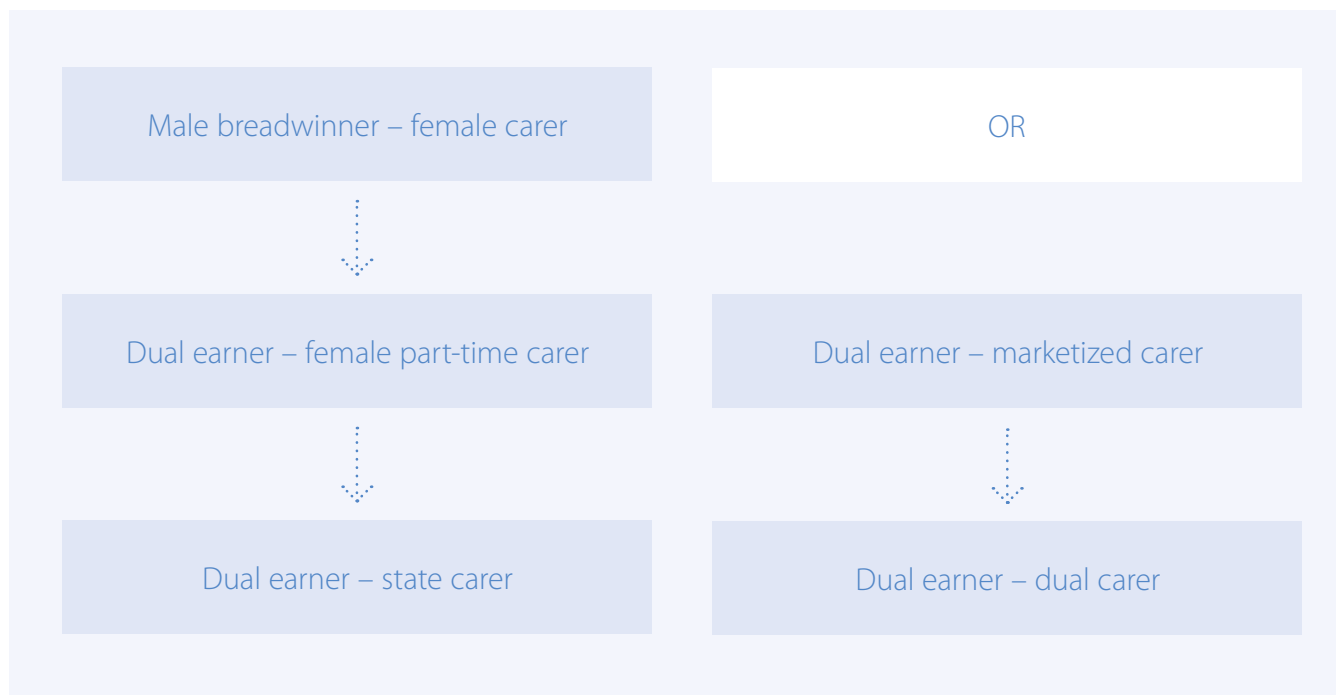 Male breadwinner – female carer
OR
Dual earner – female part-time carer
Dual earner – marketized carer
Dual earner – state carer
Dual earner – dual carer